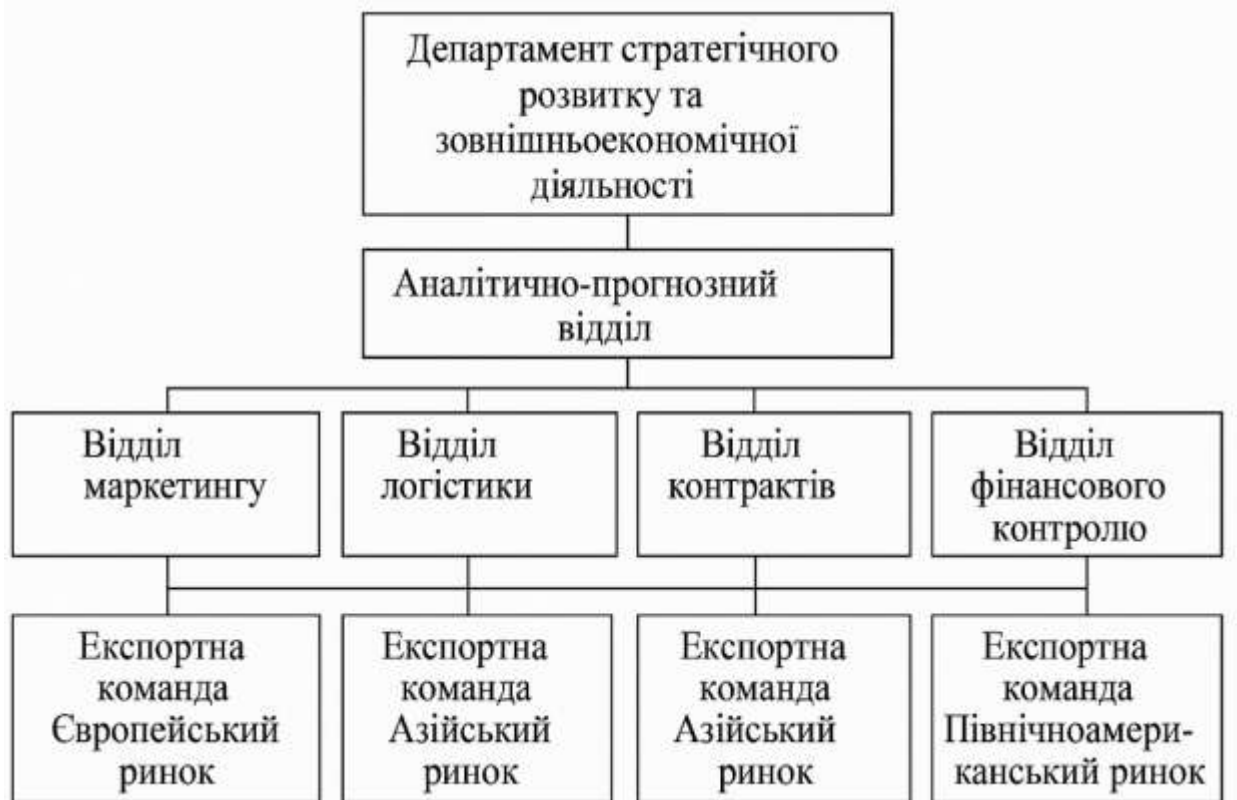 Департамент стратегічного
розвитку та
зовнішньоекономічної
діяльності
Аналітично-прогнозний
відділ
Відділ
маркетингу
Відділ
логістики
Відділ
контрактів
Відділ
фінансового
контролю
Експортна
команда
Європейський
ринок
Експортна
команда
Азійський
ринок
Експортна
команда
Азійський
ринок
Експортна
команда
Північноамери-
канський ринок